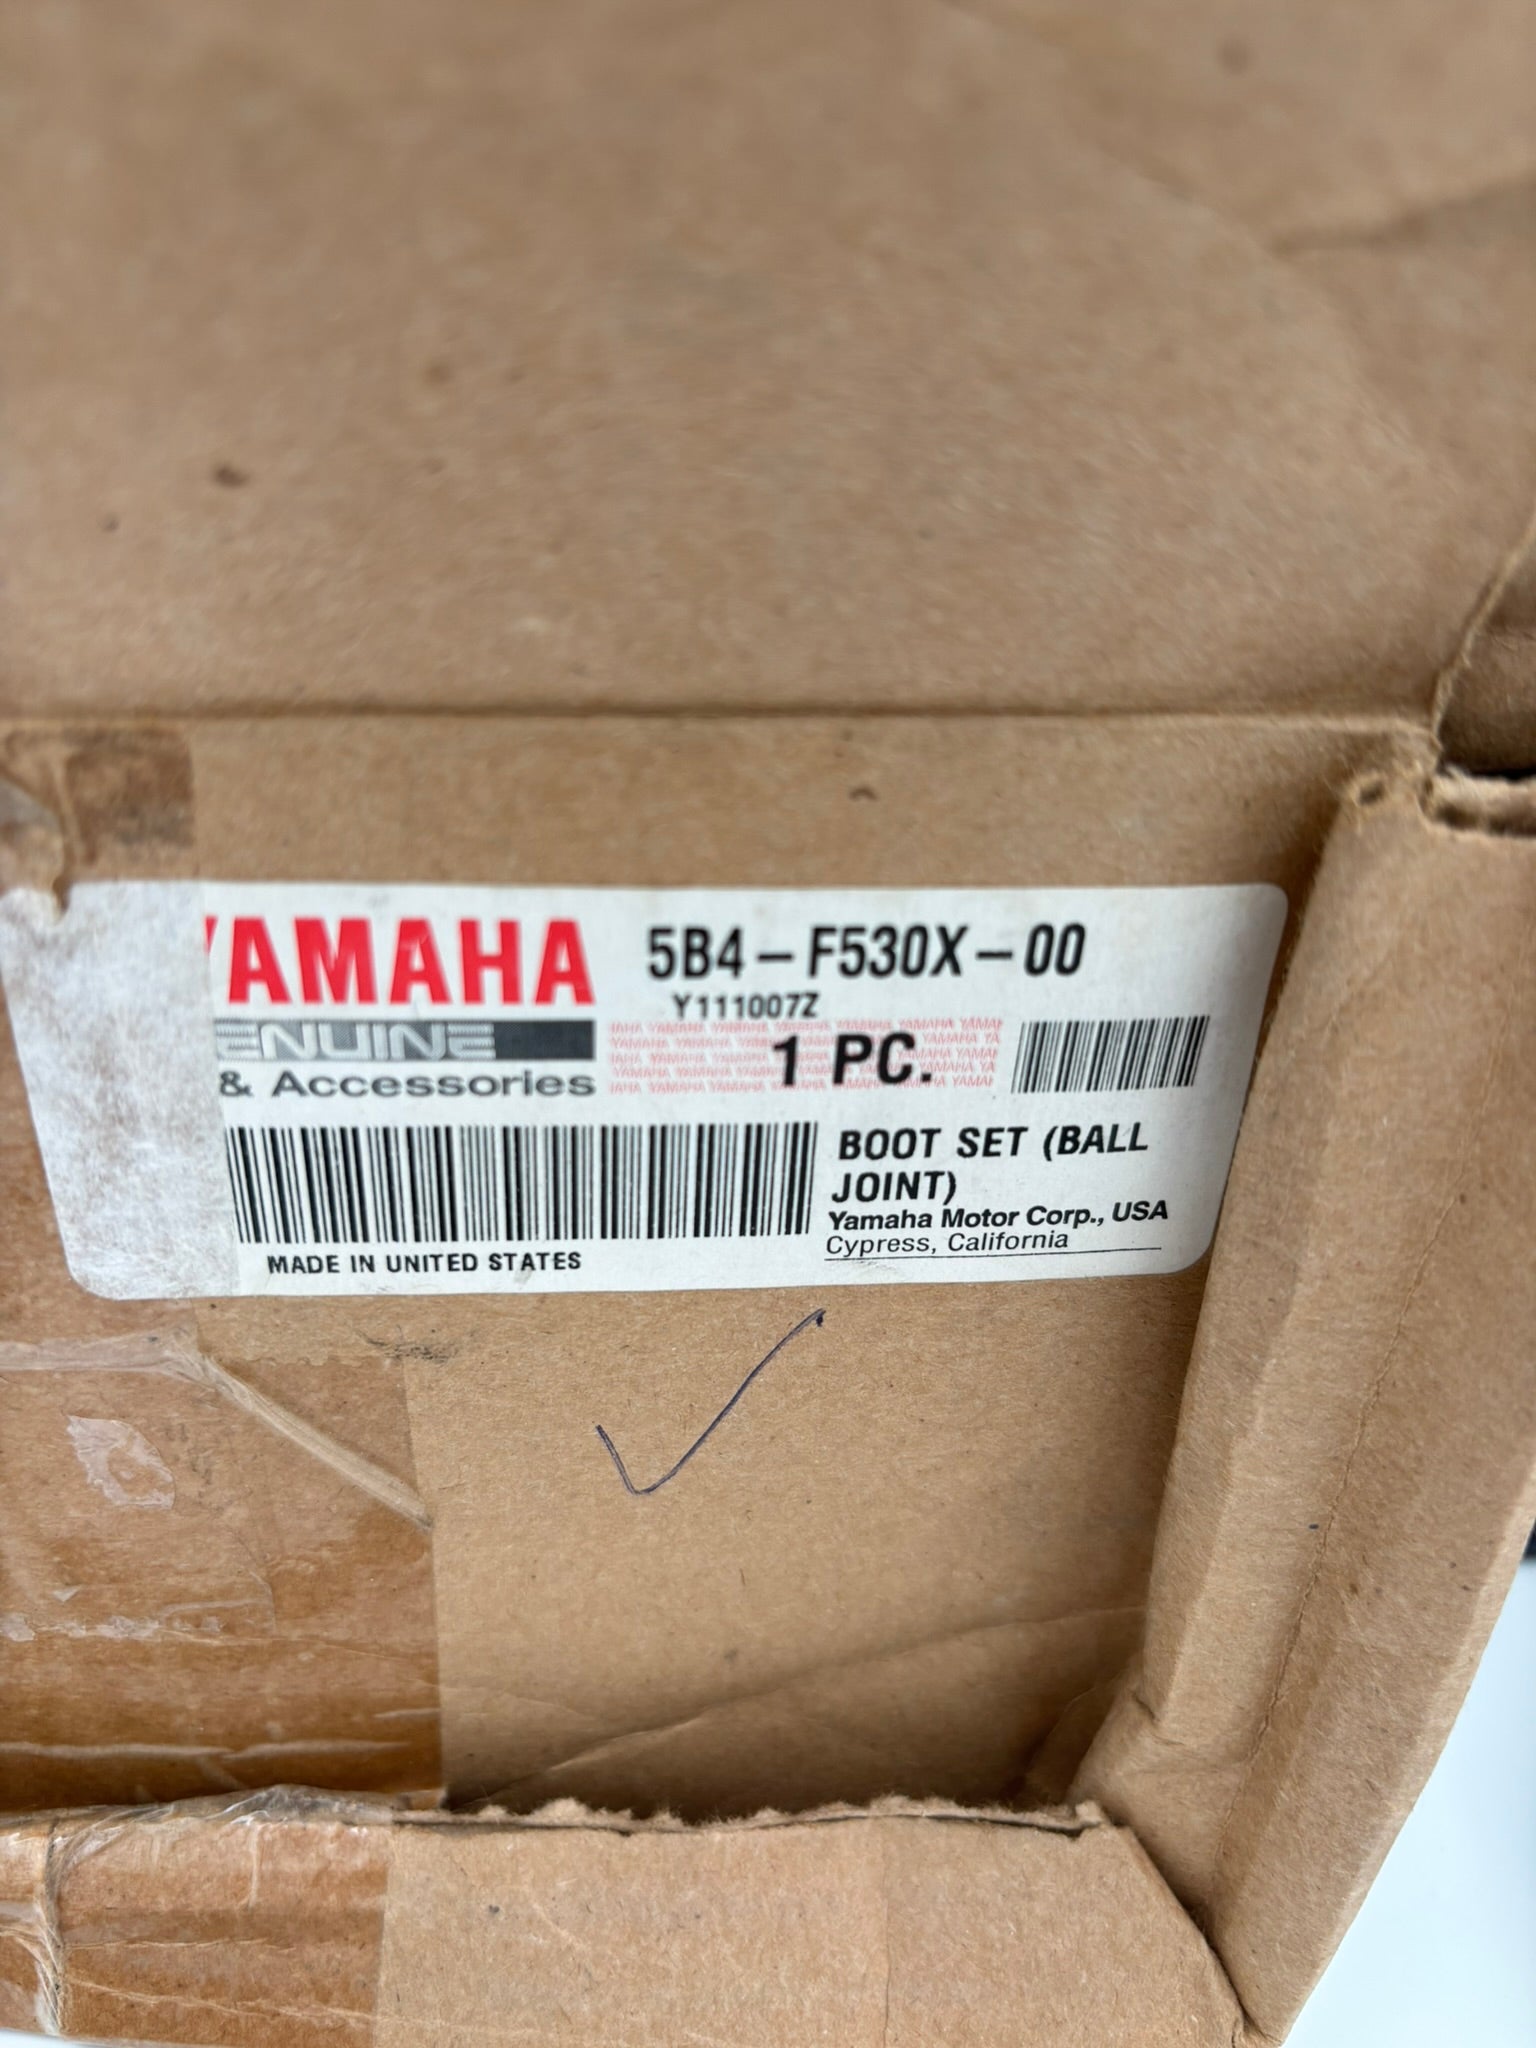 YAMAHA
ENUINE
& Accessories
5B4-F530X-00
Y111007Z
1 PC.
BOOT SET (BALL
JOINT)
Yamaha Motor Corp., USA
Cypress, California
MADE IN UNITED STATES